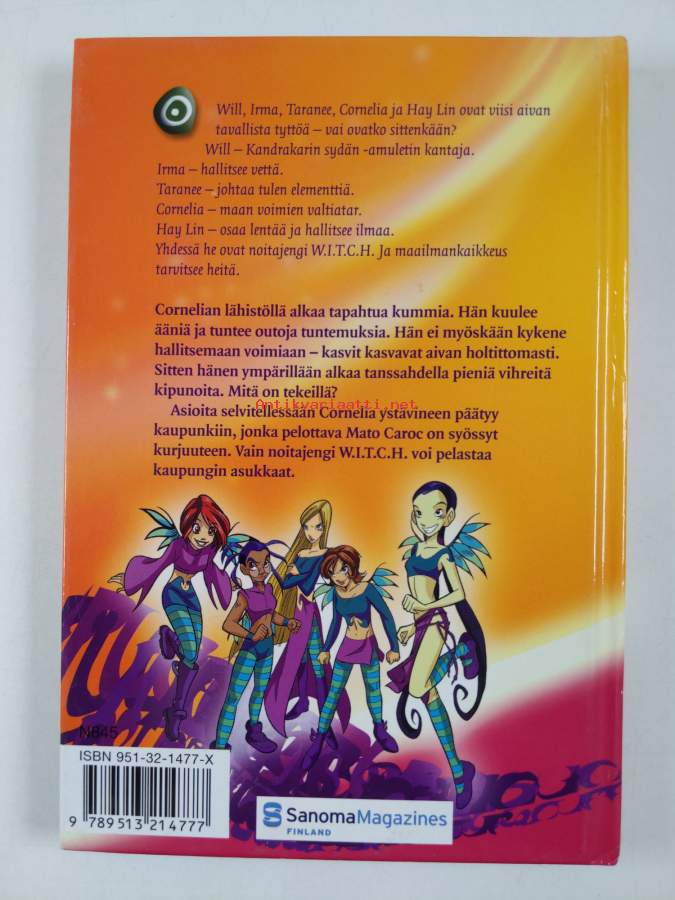 Will, Irma, Taranee, Cornelia ja Hay Lin ovat viisi aivan
tavallista tyttöä – vai ovatko sittenkään?
Will – Kandrakarin sydän -amuletin kantaja.
Irma – hallitsee vettä.
Taranee – johtaa tulen elementtiä.
Cornelia – maan voimien valtiatar.
Hay Lin – osaa lentää ja hallitsee ilmaa.
Yhdessä he ovat noitajengi W.I.T.C.H. Ja maailmankaikkeus
tarvitsee heitä.
Cornelian lähistöllä alkaa tapahtua kummia. Hän kuulee
ääniä ja tuntee outoja tuntemuksia. Hän ei myöskään kykene
hallitsemaan voimiaan – kasvit kasvavat aivan holtittomasti.
Sitten hänen ympärillään alkaa tanssahdella pieniä vihreitä
kipunoita. Mitä on tekeillä?
Antikvariaatti.net
Asioita selvitellessään Cornelia ystävineen päätyy
kaupunkiin, jonka pelottava Mato Caroc on syössyt
kurjuuteen. Vain noitajengi W.I.T.C.H. voi pelastaa
kaupungin asukkaat.
N645
ISBN 951-32-1477-X
9 789513 214777
SanomaMagazines
FINLAND